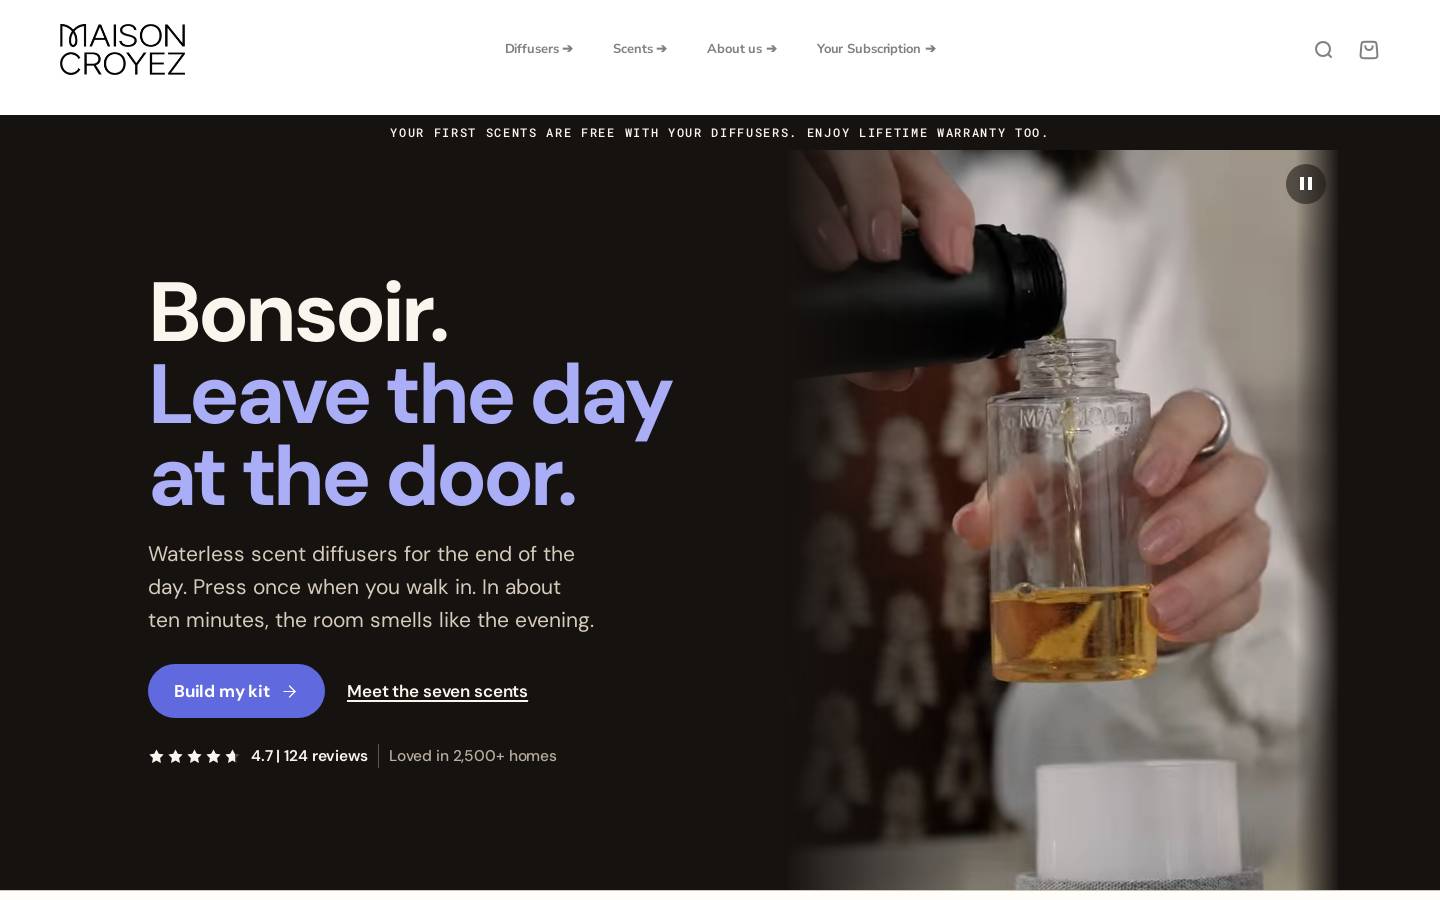 MAISON
CROYEZ
Diffusers ➔
Scents ➔
About us ➔
Your Subscription ➔
YOUR FIRST SCENTS ARE FREE WITH YOUR DIFFUSERS. ENJOY LIFETIME WARRANTY TOO.
Bonsoir.
Leave the day
at the door.
Waterless scent diffusers for the end of the
day. Press once when you walk in. In about
ten minutes, the room smells like the evening.
Build my kit →
Meet the seven scents
4.7 | 124 reviews
Loved in 2,500+ homes